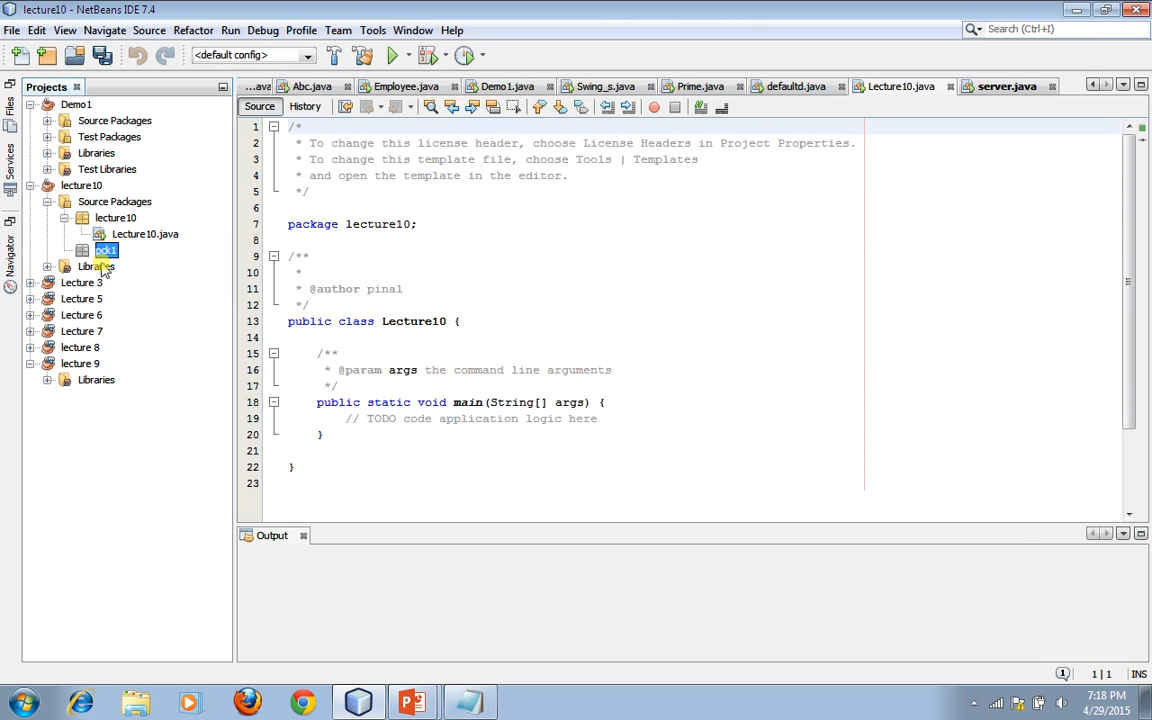 lecture10 - NetBeans IDE 7.4
File Edit View Navigate Source Refactor Run Debug Profile Team Tools Window Help
Search (Ctrl+I)
<default config>
Projects
...ava Abc.java Employee.java Demo1.java Swing_s.java Prime.java defaultd.java Lecture10.java server.java
Source History
Files
Services
Navigator
Demo1
Source Packages
Test Packages
Libraries
Test Libraries
lecture10
Source Packages
lecture10
Lecture10.java
pck1
Libraries
Lecture 3
Lecture 5
Lecture 6
Lecture 7
lecture 8
lecture 9
Libraries
1 /*
2 * To change this license header, choose License Headers in Project Properties.
3 * To change this template file, choose Tools | Templates
4 * and open the template in the editor.
5 */
6
7 package lecture10;
8
9 /**
10 *
11 * @author pinal
12 */
13 public class Lecture10 {
14
15 /**
16 * @param args the command line arguments
17 */
18 public static void main(String[] args) {
19 // TODO code application logic here
20 }
21
22 }
23
Output
1 1 | 1 INS
7:18 PM
4/29/2015